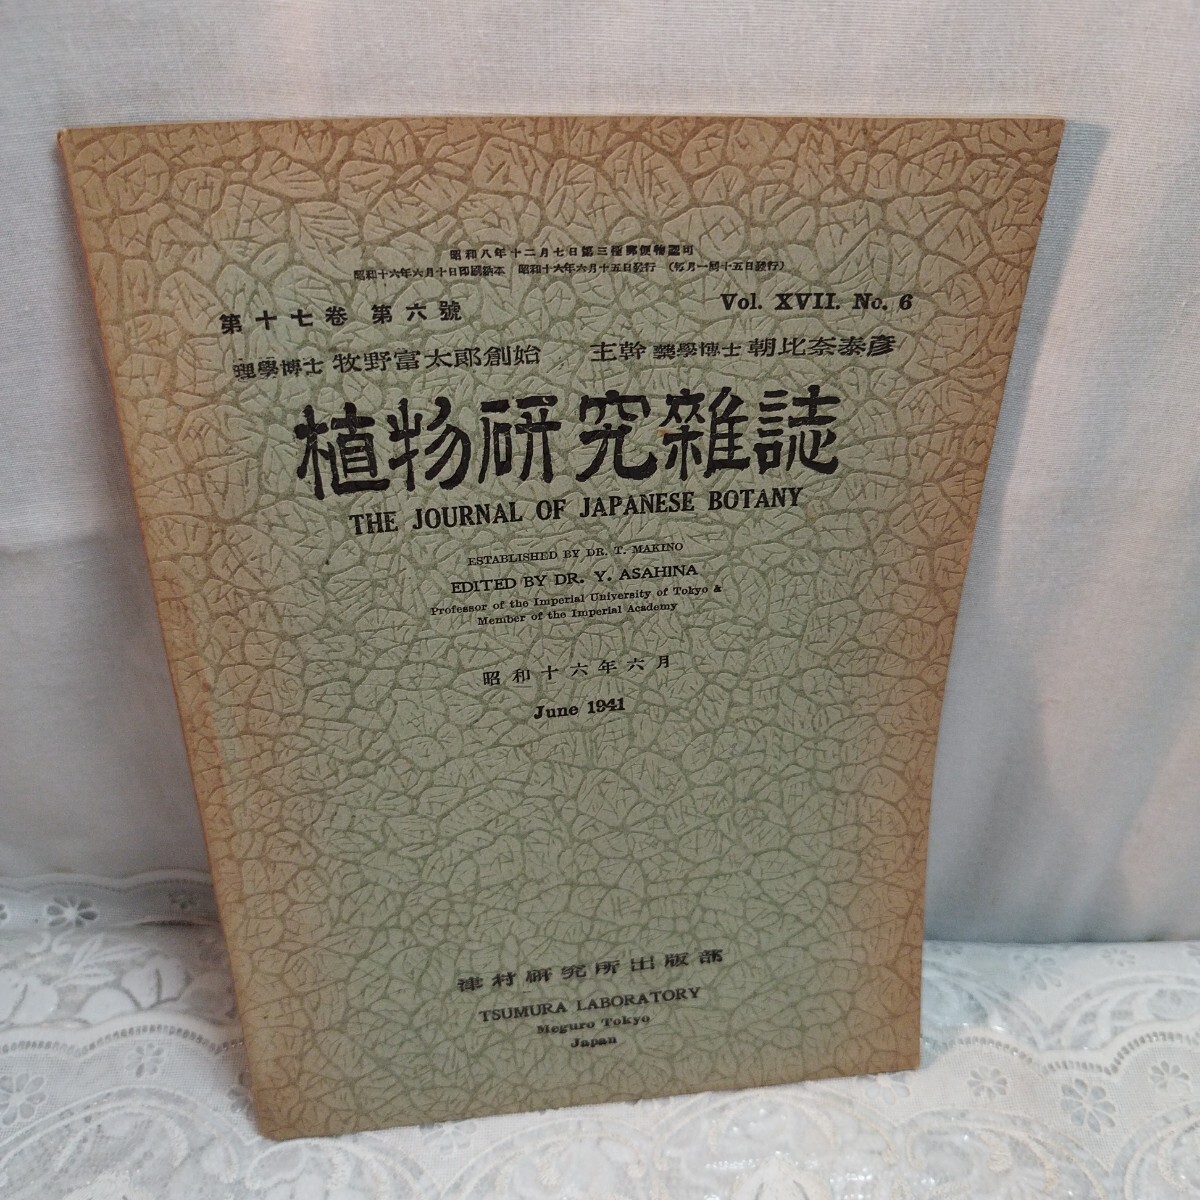 昭和八年十二月七日第三種郵便物認可
昭和十六年六月十日印刷納本 昭和十六年六月十五日發行 (毎月一回十五日發行)
第十七卷 第六號 Vol. XVII. No. 6
理學博士 牧野富太郎創始 主幹 藥學博士 朝比奈泰彦
植物研究雜誌
THE JOURNAL OF JAPANESE BOTANY
ESTABLISHED BY DR. T. MAKINO
EDITED BY DR. Y. ASAHINA
Professor of the Imperial University of Tokyo &
Member of the Imperial Academy
昭和十六年六月
June 1941
津村研究所出版部
TSUMURA LABORATORY
Meguro Tokyo
Japan